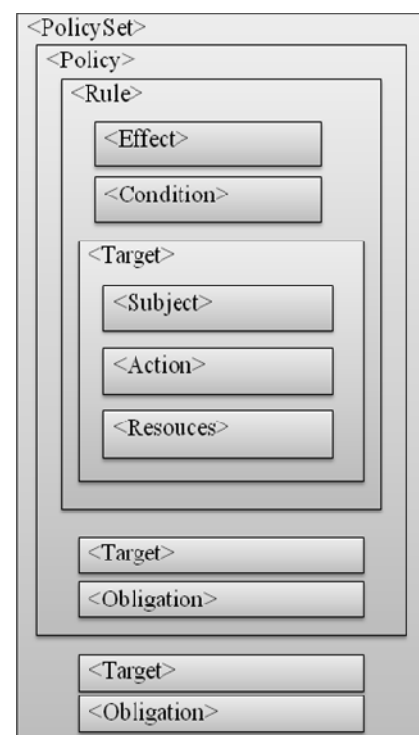 <PolicySet>
<Policy>
<Rule>
<Effect>
<Condition>
<Target>
<Subject>
<Action>
<Resouces>
<Target>
<Obligation>
<Target>
<Obligation>